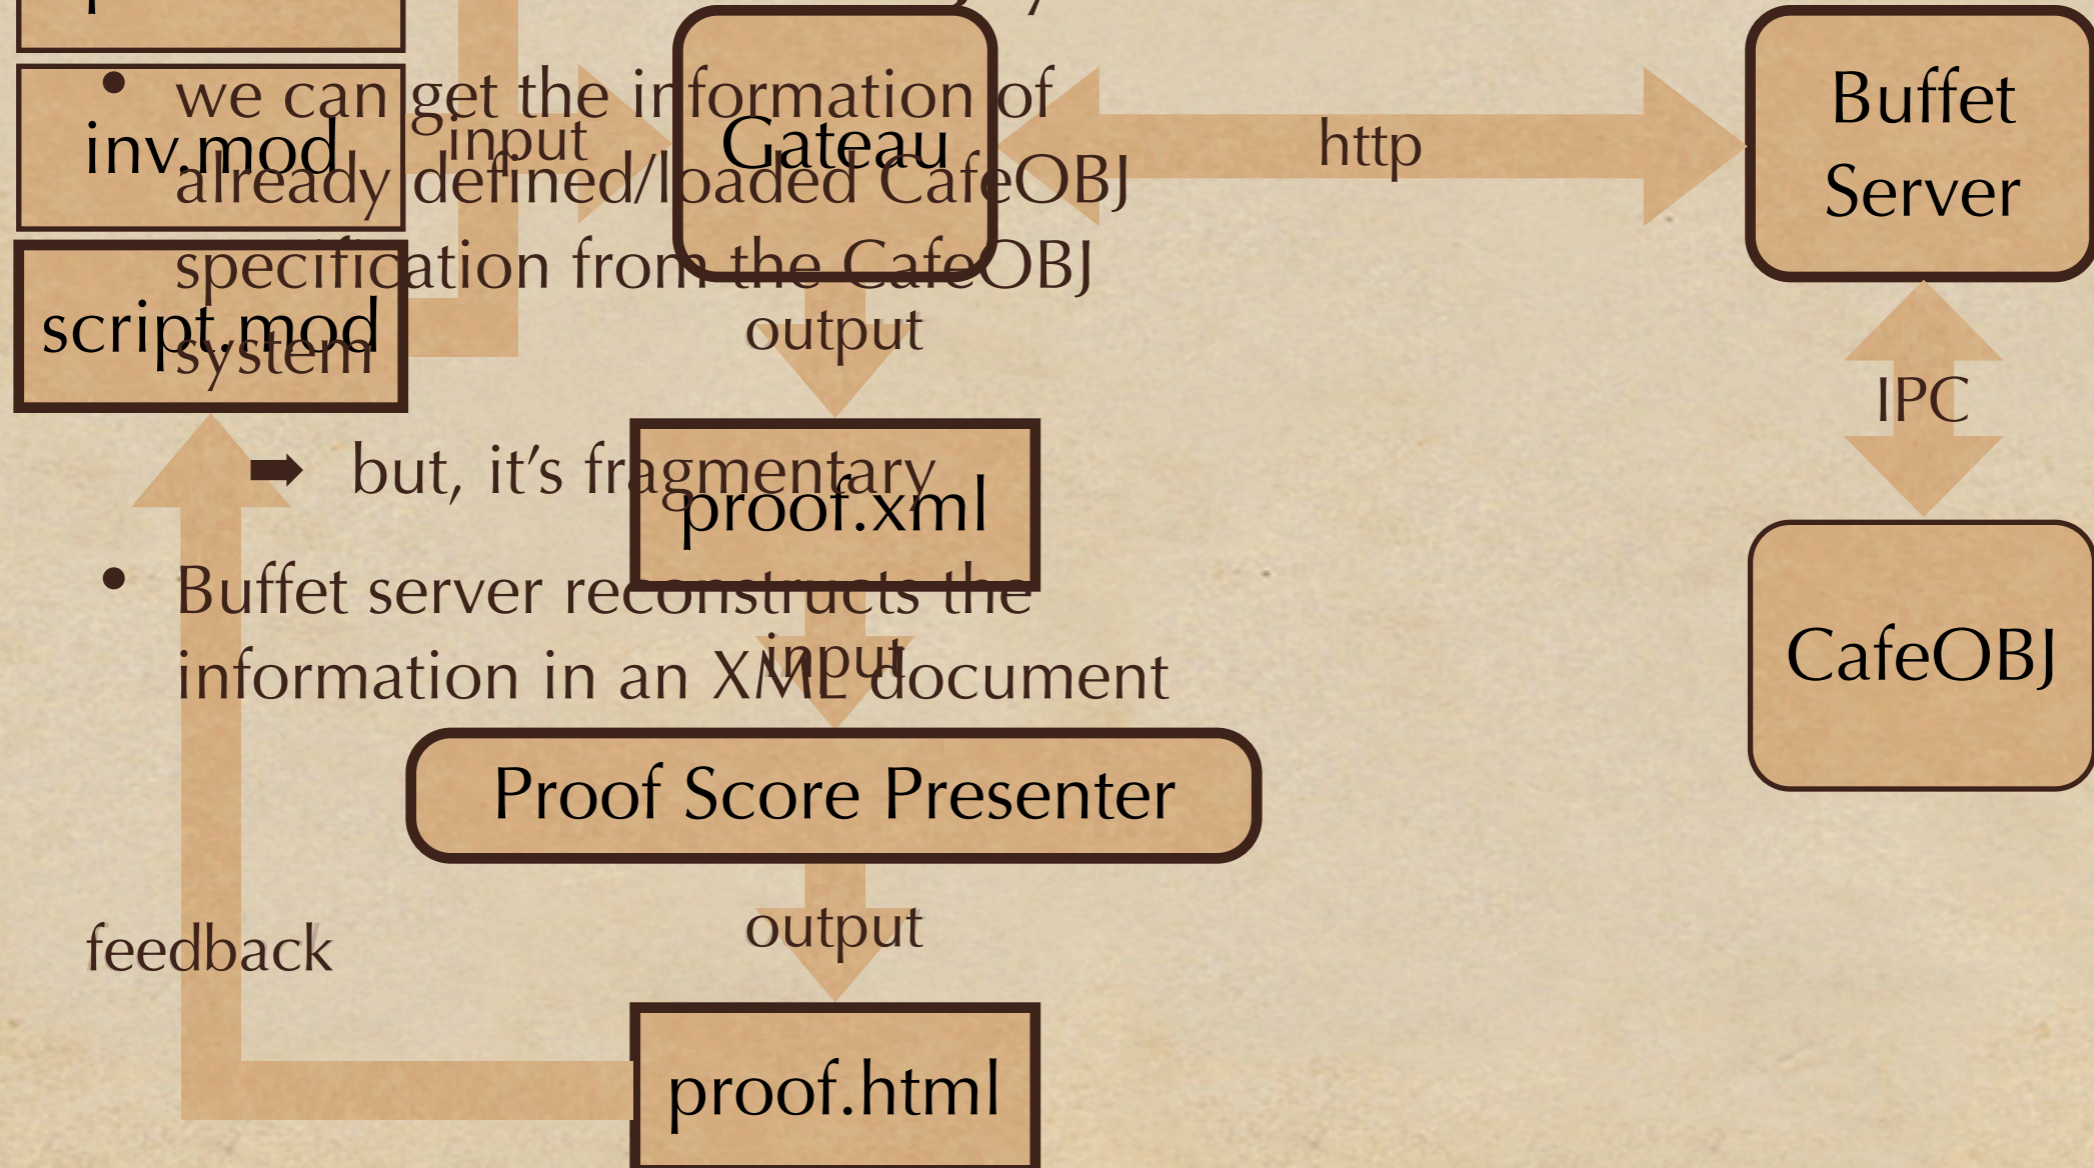 we can get the information of
already defined/loaded CafeOBJ
specification from the CafeOBJ
system
➡ but, it’s fragmentary
Buffet server reconstructs the
information in an XML document
inv.mod
input
Gateau
http
Buffet
Server
script.mod
output
IPC
proof.xml
input
CafeOBJ
Proof Score Presenter
feedback
output
proof.html